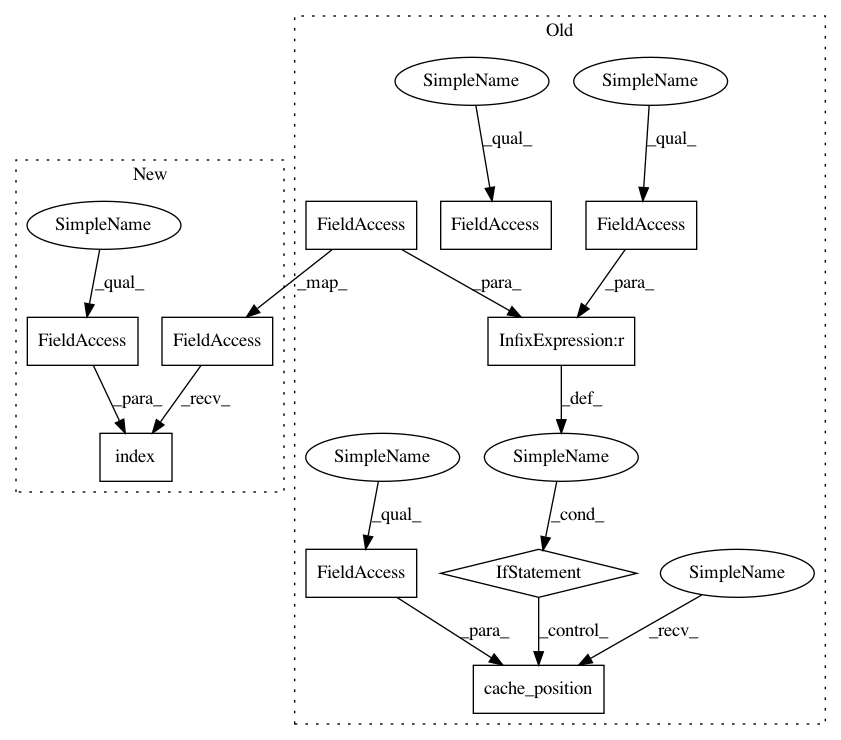 Old
SimpleName
SimpleName
_qual_
_qual_
New
SimpleName
FieldAccess
FieldAccess
FieldAccess
_qual_
_map_
_para_
_para_
FieldAccess
FieldAccess
InfixExpression:r
_para_
_recv_
_def_
index
SimpleName
SimpleName
_qual_
_cond_
FieldAccess
IfStatement
SimpleName
_para_
_control_
_recv_
cache_position